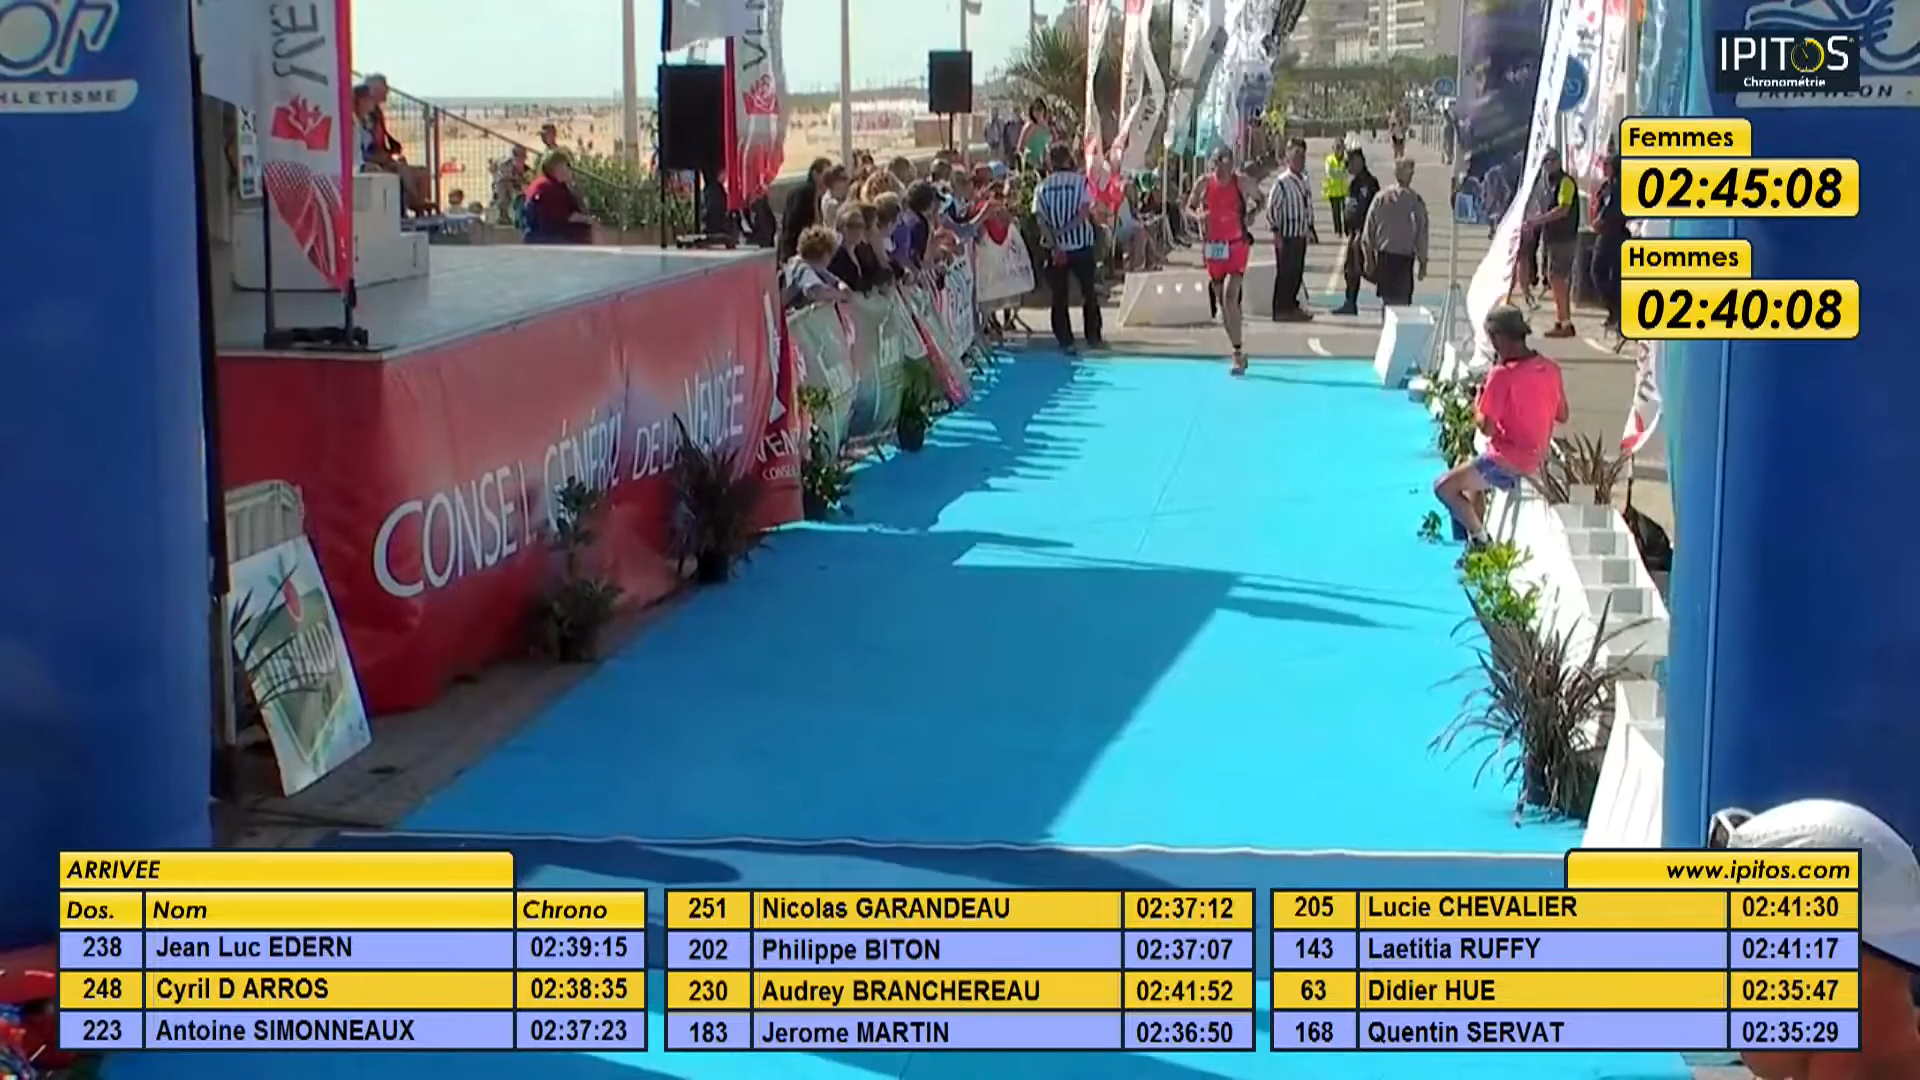 IPITOS
Chronométrie
HLETISME
TRIATHLON -
Femmes
02:45:08
Hommes
02:40:08
CONSEIL GÉNÉRAL DE LA VENDÉE
ARRIVEE
www.ipitos.com
Dos. Nom Chrono
238 Jean Luc EDERN 02:39:15
248 Cyril D ARROS 02:38:35
223 Antoine SIMONNEAUX 02:37:23
251 Nicolas GARANDEAU 02:37:12
202 Philippe BITON 02:37:07
230 Audrey BRANCHEREAU 02:41:52
183 Jerome MARTIN 02:36:50
205 Lucie CHEVALIER 02:41:30
143 Laetitia RUFFY 02:41:17
63 Didier HUE 02:35:47
168 Quentin SERVAT 02:35:29